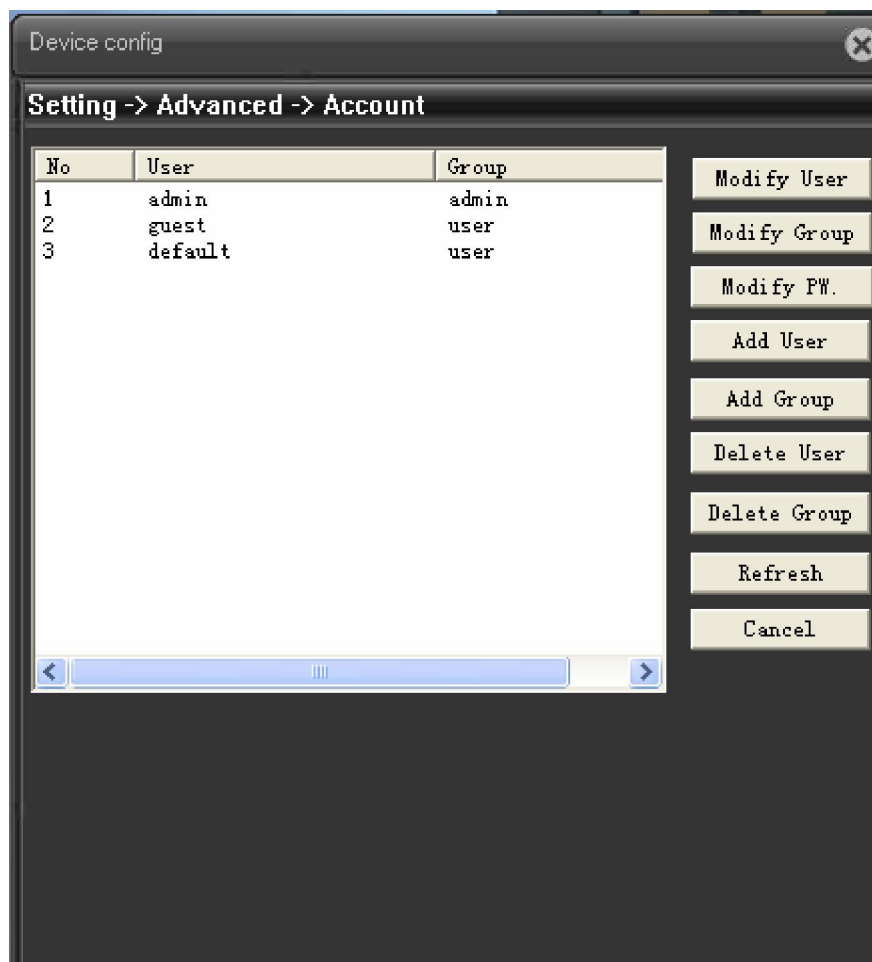 Device config
Setting -> Advanced -> Account
No User Group
1 admin admin
2 guest user
3 default user
Modify User
Modify Group
Modify PW.
Add User
Add Group
Delete User
Delete Group
Refresh
Cancel